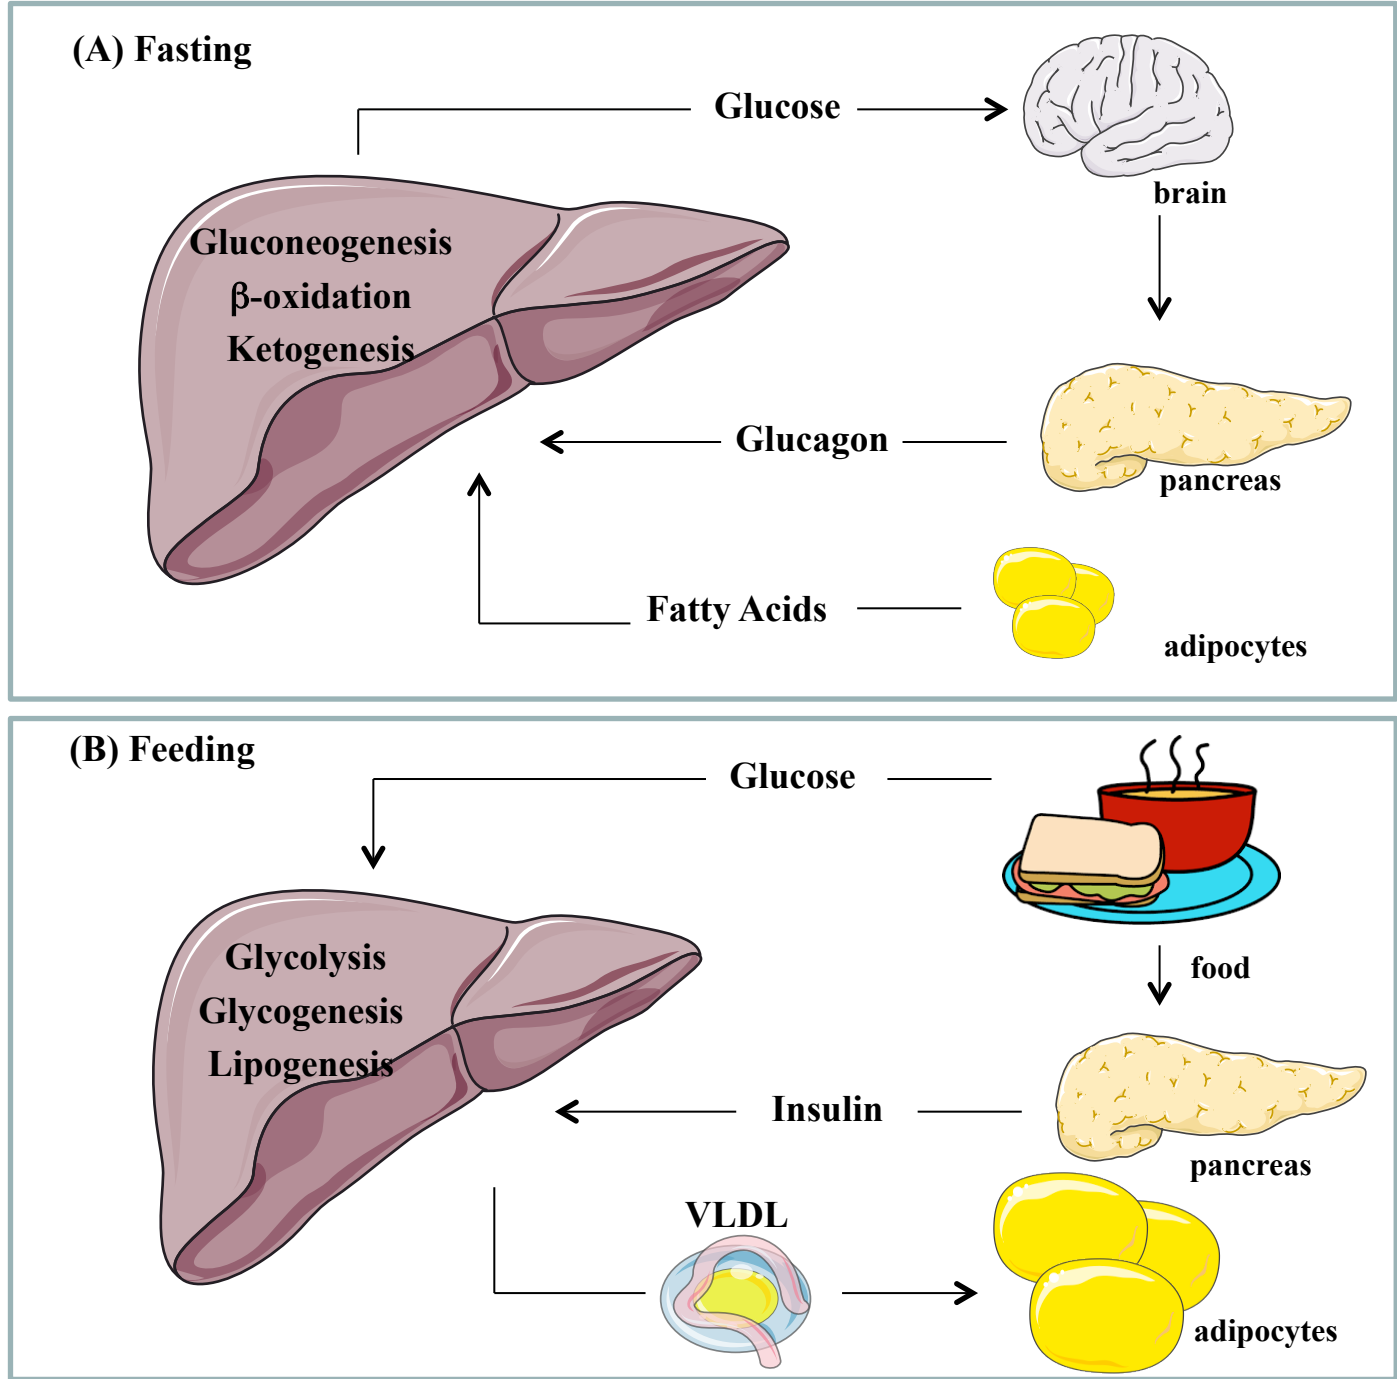 (A) Fasting
Glucose
brain
Gluconeogenesis
β-oxidation
Ketogenesis
Glucagon
pancreas
Fatty Acids
adipocytes
(B) Feeding
Glucose
food
Glycolysis
Glycogenesis
Lipogenesis
Insulin
pancreas
VLDL
adipocytes